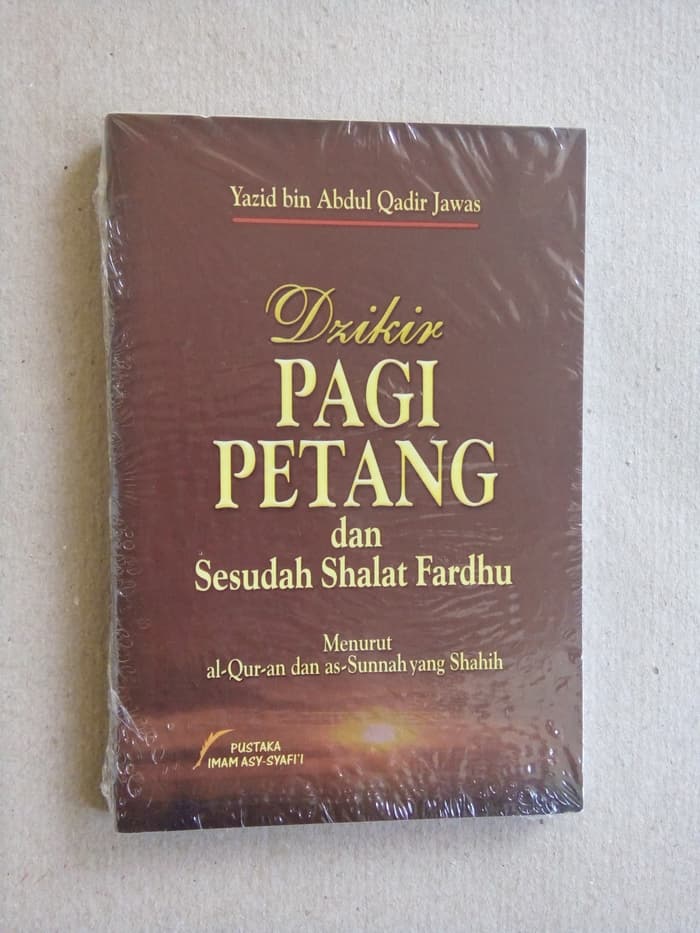 Yazid bin Abdul Qadir Jawas
Dzikir
PAGI
PETANG
dan
Sesudah Shalat Fardhu
Menurut
al-Qur-an dan as-Sunnah yang Shahih
PUSTAKA
IMAM ASY-SYAFI'I